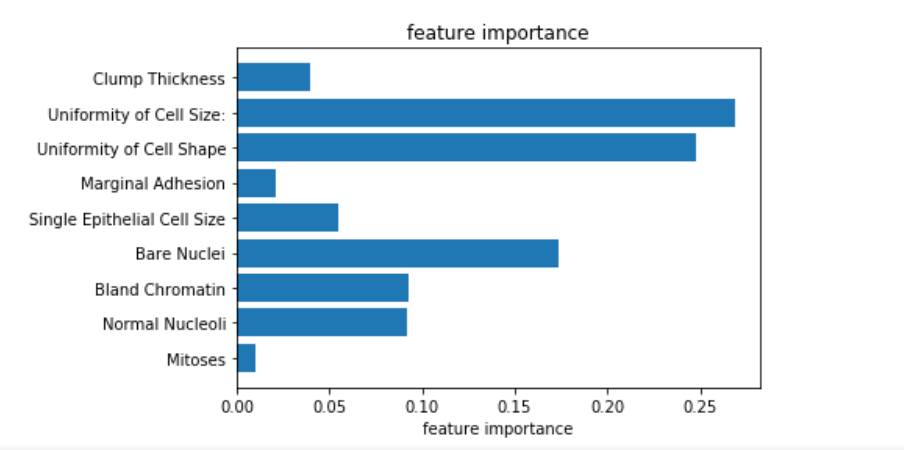 feature importance
Clump Thickness
Uniformity of Cell Size:
Uniformity of Cell Shape
Marginal Adhesion
Single Epithelial Cell Size
Bare Nuclei
Bland Chromatin
Normal Nucleoli
Mitoses
0.00 0.05 0.10 0.15 0.20 0.25
feature importance